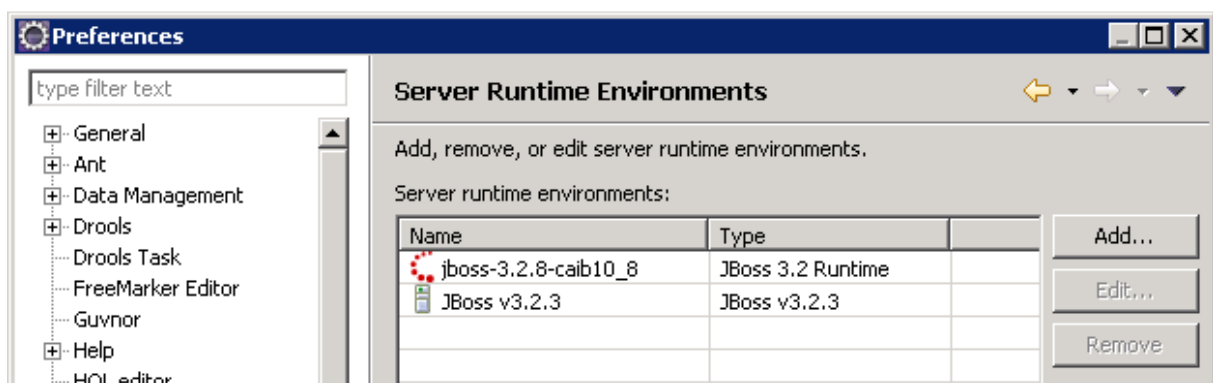 Preferences
type filter text
General
Ant
Data Management
Drools
Drools Task
FreeMarker Editor
Guvnor
Help
HQL editor
Server Runtime Environments
Add, remove, or edit server runtime environments.
Server runtime environments:
Name Type
jboss-3.2.8-caib10_8 JBoss 3.2 Runtime
JBoss v3.2.3 JBoss v3.2.3
Add...
Edit...
Remove